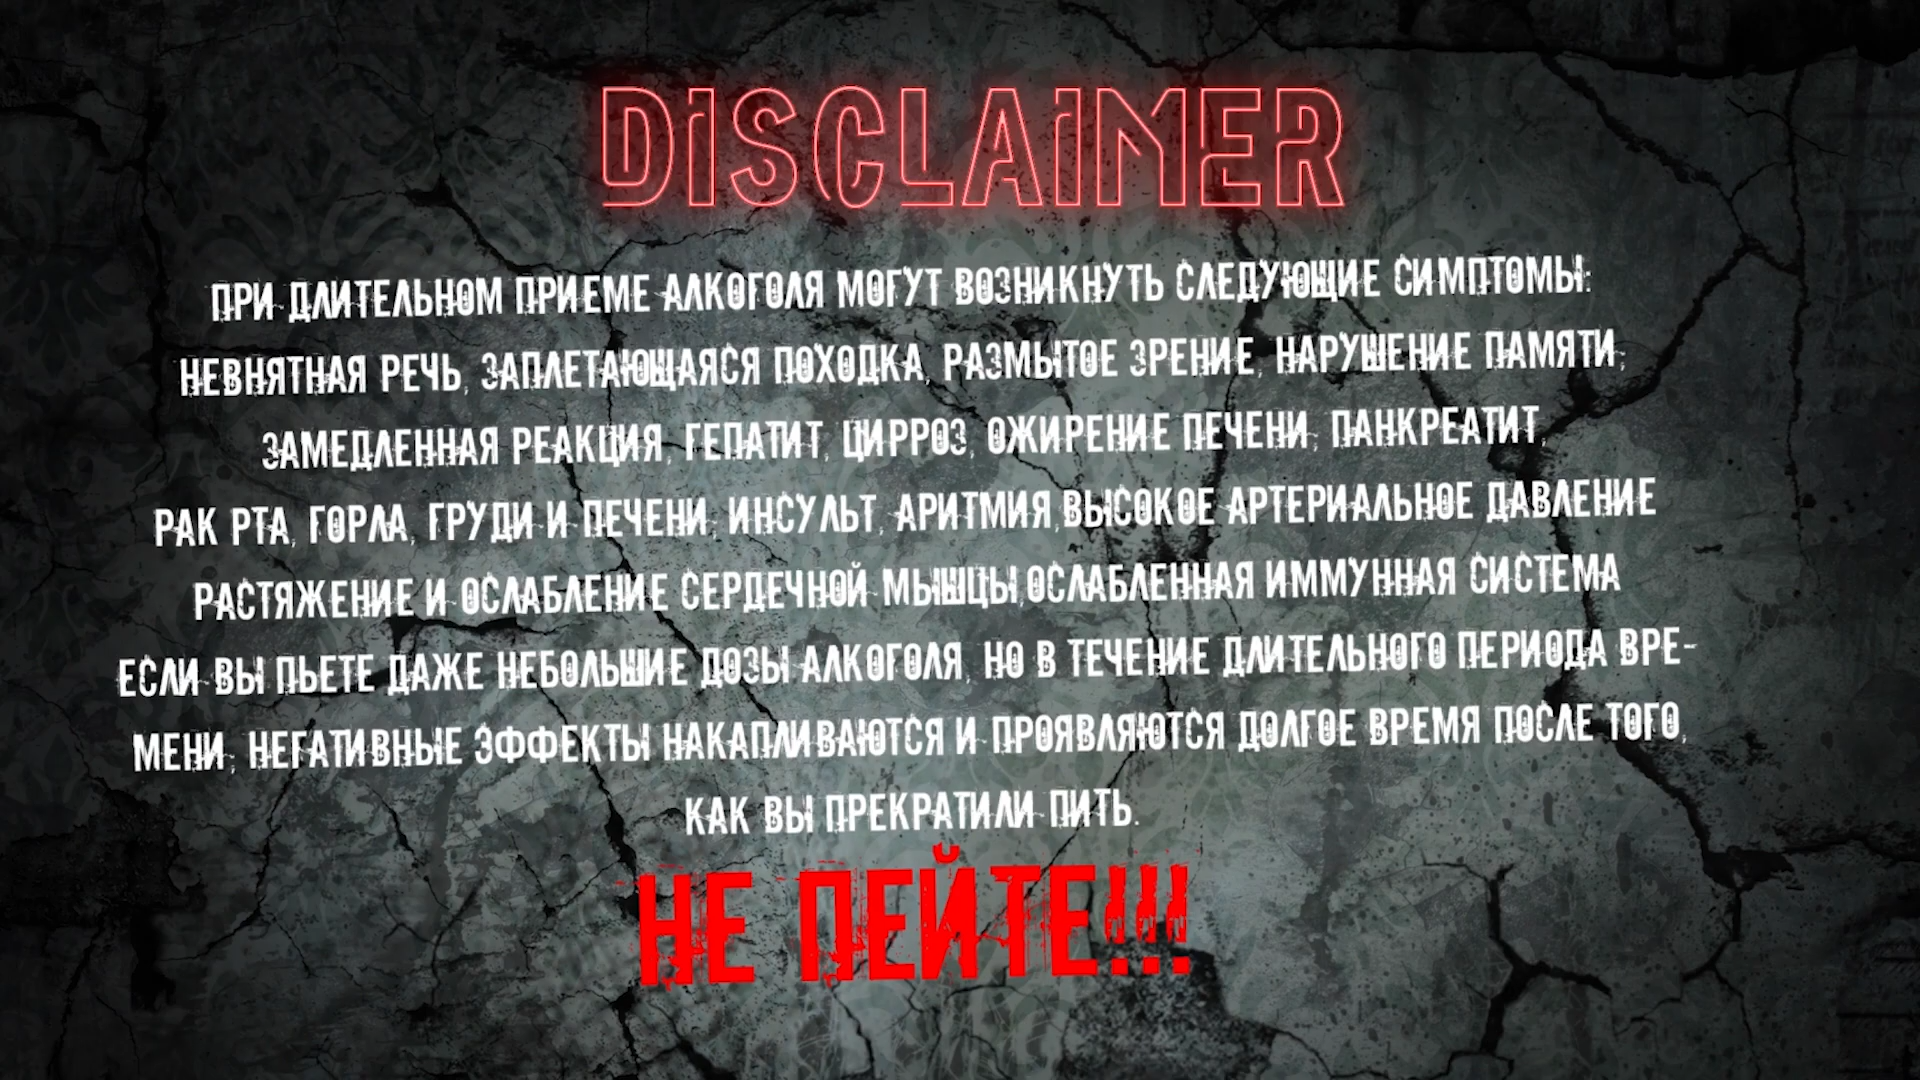 DISCLAIMER
ПРИ ДЛИТЕЛЬНОМ ПРИЕМЕ АЛКОГОЛЯ МОГУТ ВОЗНИКНУТЬ СЛЕДУЮЩИЕ СИМПТОМЫ:
НЕВНЯТНАЯ РЕЧЬ, ЗАПЛЕТАЮЩАЯСЯ ПОХОДКА, РАЗМЫТОЕ ЗРЕНИЕ, НАРУШЕНИЕ ПАМЯТИ,
ЗАМЕДЛЕННАЯ РЕАКЦИЯ, ГЕПАТИТ, ЦИРРОЗ, ОЖИРЕНИЕ ПЕЧЕНИ, ПАНКРЕАТИТ,
РАК РТА, ГОРЛА, ГРУДИ И ПЕЧЕНИ, ИНСУЛЬТ, АРИТМИЯ,ВЫСОКОЕ АРТЕРИАЛЬНОЕ ДАВЛЕНИЕ
РАСТЯЖЕНИЕ И ОСЛАБЛЕНИЕ СЕРДЕЧНОЙ МЫШЦЫ,ОСЛАБЛЕННАЯ ИММУННАЯ СИСТЕМА
ЕСЛИ ВЫ ПЬЕТЕ ДАЖЕ НЕБОЛЬШИЕ ДОЗЫ АЛКОГОЛЯ, НО В ТЕЧЕНИЕ ДЛИТЕЛЬНОГО ПЕРИОДА ВРЕ-
МЕНИ, НЕГАТИВНЫЕ ЭФФЕКТЫ НАКАПЛИВАЮТСЯ И ПРОЯВЛЯЮТСЯ ДОЛГОЕ ВРЕМЯ ПОСЛЕ ТОГО,
КАК ВЫ ПРЕКРАТИЛИ ПИТЬ.
НЕ ПЕЙТЕ!!!